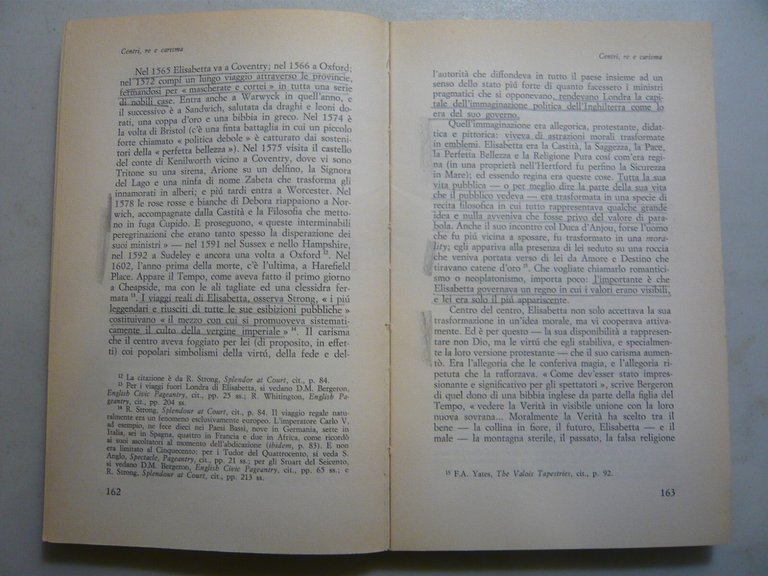 Centri, re e carisma
Nel 1565 Elisabetta va a Coventry; nel 1566 a Oxford;
nel 1572 compí un lungo viaggio attraverso le provincie,
fermandosi per « mascherate e cortei » in tutta una serie
di nobili case. Entra anche a Warwyck in quell'anno, e
il successivo è a Sandwich, salutata da draghi e leoni do-
rati, una coppa d'oro e una bibbia in greco. Nel 1574 è
la volta di Bristol (c'è una finta battaglia in cui un piccolo
forte chiamato « politica debole » è catturato dai sosteni-
tori della « perfetta bellezza »). Nel 1575 visita il castello
del conte di Kenilworth vicino a Coventry, dove vi sono
Tritone su una sirena, Arione su un delfino, la Signora
del Lago e una ninfa di nome Zabeta che trasforma gli
innamorati in alberi; e piú tardi entra a Worcester. Nel
1578 le rose rosse e bianche di Debora riappaiono a Nor-
wich, accompagnate dalla Castità e la Filosofia che metto-
no in fuga Cupido. E proseguono, « queste interminabili
peregrinazioni che erano tanto spesso la disperazione dei
suoi ministri » — nel 1591 nel Sussex e nello Hampshire,
nel 1592 a Sudeley e ancora una volta a Oxford 12. Nel
1602, l'anno prima della morte, c'è l'ultima, a Harefield
Place. Appare il Tempo, come aveva fatto il primo giorno
a Cheapside, ma con le ali tagliate ed una clessidra fer-
mata 13. I viaggi reali di Elisabetta, osserva Strong, « i piú
leggendari e riusciti di tutte le sue esibizioni pubbliche »
costituivano « il mezzo con cui si promuoveva sistemati-
camente il culto della vergine imperiale » 14. Il carisma
che il centro aveva foggiato per lei (di proposito, in effet-
ti) coi popolari simbolismi della virtú, della fede e del-
12 La citazione è da R. Strong, Splendor at Court, cit., p. 84.
13 Per i viaggi fuori Londra di Elisabetta, si vedano D.M. Bergeron,
English Civic Pageantry, cit., pp. 25 ss.; R. Whitington, English Pa-
geantry, cit., pp. 204 ss.
14 R. Strong, Splendour at Court, cit., p. 84. Il viaggio regale natu-
ralmente era un fenomeno esclusivamente europeo. L'imperatore Carlo V,
ad esempio, ne fece dieci nei Paesi Bassi, nove in Germania, sette in
Italia, sei in Spagna, quattro in Francia e due in Africa, come ricordò
ai suoi ascoltatori al momento dell'abdicazione (ibidem, p. 83). E non
era limitato al Cinquecento; per i Tudor del Quattrocento, si veda S.
Anglo, Spectacle, Pageantry, cit., pp. 21 ss.; per gli Stuart del Seicento,
si vedano D.M. Bergeron, English Civic Pageantry, cit., pp. 65 ss.; e
R. Strong, Splendour at Court, cit., pp. 213 ss.
162
Centri, re e carisma
l'autorità che diffondeva in tutto il paese insieme ad un
senso dello stato piú forte di quanto facessero i ministri
pragmatici che si opponevano, rendevano Londra la capi-
tale dell'immaginazione politica dell'Inghilterra come lo
era del suo governo.
Quell'immaginazione era allegorica, protestante, didat-
tica e pittorica: viveva di astrazioni morali trasformate
in emblemi. Elisabetta era la Castità, la Saggezza, la Pace,
la Perfetta Bellezza e la Religione Pura cosí com'era regi-
na (in una proprietà nell'Hertford fu perfino la Sicurezza
in Mare); ed essendo regina era queste cose. Tutta la sua
vita pubblica — o per meglio dire la parte della sua vita
che il pubblico vedeva — era trasformata in una specie di
recita filosofica in cui tutto rappresentava qualche grande
idea e nulla avveniva che fosse privo del valore di para-
bola. Anche il suo incontro col Duca d'Anjou, forse l'uomo
che fu piú vicina a sposare, fu trasformato in una mora-
lity; egli appariva alla presenza di lei seduto su una roccia
che veniva portata verso di lei da Amore e Destino che
tiravano catene d'oro 15. Che vogliate chiamarlo romantici-
smo o neoplatonismo, importa poco: l'importante è che
Elisabetta governava un regno in cui i valori erano visibili,
e lei era solo il piú appariscente.
Centro del centro, Elisabetta non solo accettava la sua
trasformazione in un'idea morale, ma vi cooperava attiva-
mente. Ed è per questo — la sua disponibilità a rappresen-
tare non Dio, ma le virtú che egli stabiliva, e specialmen-
te la loro versione protestante — che il suo carisma aumen-
tava. Era l'allegoria che le conferiva magia, e l'allegoria ri-
petuta che la rafforzava. « Come dev'esser stato impres-
sionante e significativo per gli spettatori », scrive Bergeron
di quel dono di una bibbia inglese da parte della figlia del
Tempo, « vedere la Verità in visibile unione con la loro
nuova sovrana... Moralmente la Verità ha scelto tra il
bene — la collina in fiore, il futuro, Elisabetta — e il
male — la montagna sterile, il passato, la falsa religione
15 F.A. Yates, The Valois Tapestries, cit., p. 92.
163